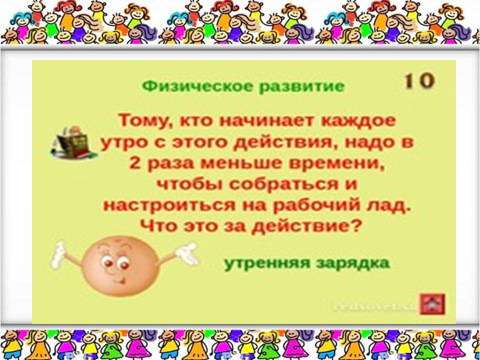 Физическое развитие
10
Тому, кто начинает каждое
утро с этого действия, надо в
2 раза меньше времени,
чтобы собраться и
настроиться на рабочий лад.
Что это за действие?
утренняя зарядка